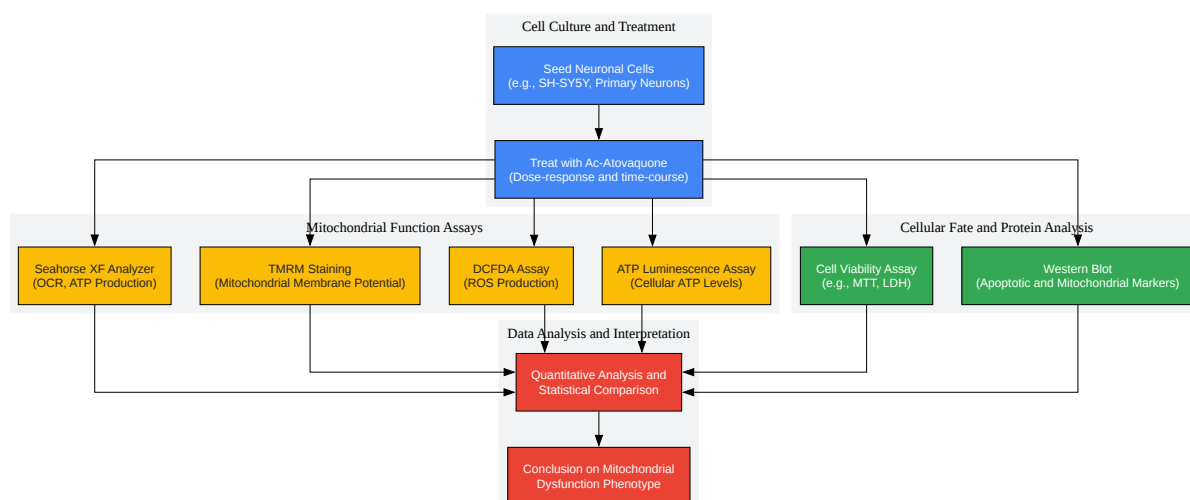 Cell Culture and Treatment
Seed Neuronal Cells
(e.g., SH-SY5Y, Primary Neurons)
Treat with Ac-Atovaquone
(Dose-response and time-course)
Mitochondrial Function Assays
Cellular Fate and Protein Analysis
Seahorse XF Analyzer
(OCR, ATP Production)
TMRM Staining
(Mitochondrial Membrane Potential)
DCFDA Assay
(ROS Production)
ATP Luminescence Assay
(Cellular ATP Levels)
Cell Viability Assay
(e.g., MTT, LDH)
Western Blot
(Apoptotic and Mitochondrial Markers)
Data Analysis and Interpretation
Quantitative Analysis and
Statistical Comparison
Conclusion on Mitochondrial
Dysfunction Phenotype